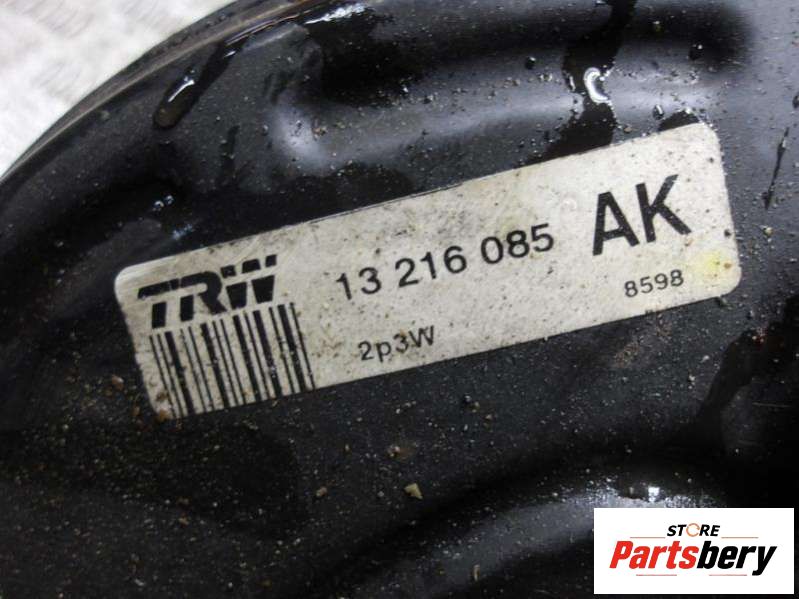 TRW 13 216 085 AK
2p3W 8598
STORE
Partsbery